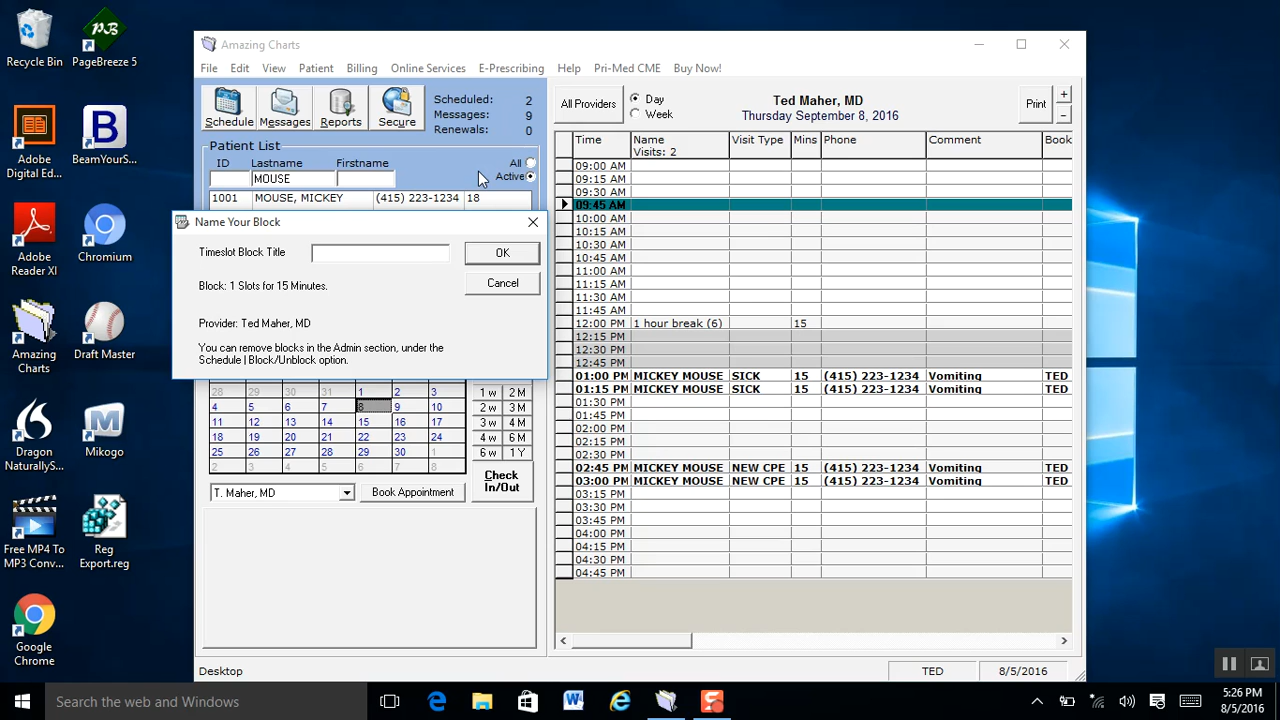 Recycle Bin
PageBreeze 5
Adobe
Digital Ed...
BeamYourS...
Adobe
Reader XI
Chromium
Amazing
Charts
Draft Master
Dragon
NaturallyS...
Mikogo
Free MP4 To
MP3 Conv...
Reg
Export.reg
Google
Chrome
Amazing Charts
File Edit View Patient Billing Online Services E-Prescribing Help Pri-Med CME Buy Now!
Schedule Messages Reports Secure
Scheduled: 2
Messages: 9
Renewals: 0
Patient List
ID Lastname Firstname All
MOUSE Active
1001 MOUSE, MICKEY (415) 223-1234 18
Name Your Block
Timeslot Block Title OK
Block: 1 Slots for 15 Minutes. Cancel
Provider: Ted Maher, MD
You can remove blocks in the Admin section, under the
Schedule | Block/Unblock option.
28 29 30 31 1 2 3 1 w 2 M
4 5 6 7 8 9 10 2 w 3 M
11 12 13 14 15 16 17 3 w 4 M
18 19 20 21 22 23 24 4 w 6 M
25 26 27 28 29 30 1 6 w 1 Y
2 3 4 5 6 7 8
Check
In/Out
T. Maher, MD Book Appointment
All Providers Day Week
Ted Maher, MD
Thursday September 8, 2016
Print + -
Time Name Visit Type Mins Phone Comment Book
Visits: 2
09:00 AM
09:15 AM
09:30 AM
09:45 AM
10:00 AM
10:15 AM
10:30 AM
10:45 AM
11:00 AM
11:15 AM
11:30 AM
11:45 AM
12:00 PM 1 hour break (6) 15
12:15 PM
12:30 PM
12:45 PM
01:00 PM MICKEY MOUSE SICK 15 (415) 223-1234 Vomiting TED
01:15 PM MICKEY MOUSE SICK 15 (415) 223-1234 Vomiting TED
01:30 PM
01:45 PM
02:00 PM
02:15 PM
02:30 PM
02:45 PM MICKEY MOUSE NEW CPE 15 (415) 223-1234 Vomiting TED
03:00 PM MICKEY MOUSE NEW CPE 15 (415) 223-1234 Vomiting TED
03:15 PM
03:30 PM
03:45 PM
04:00 PM
04:15 PM
04:30 PM
04:45 PM
Desktop TED 8/5/2016
Search the web and Windows
5:26 PM
8/5/2016